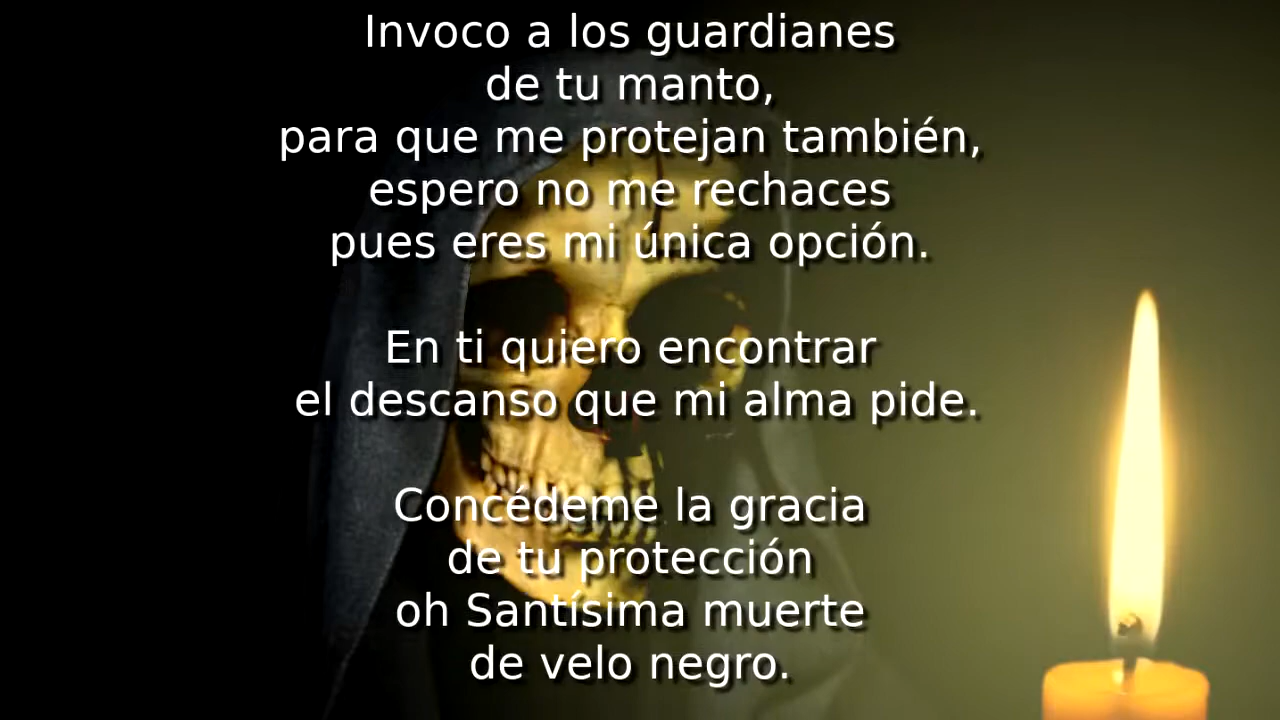 Invoco a los guardianes
de tu manto,
para que me protejan también,
espero no me rechaces
pues eres mi única opción.
En ti quiero encontrar
el descanso que mi alma pide.
Concédeme la gracia
de tu protección
oh Santísima muerte
de velo negro.